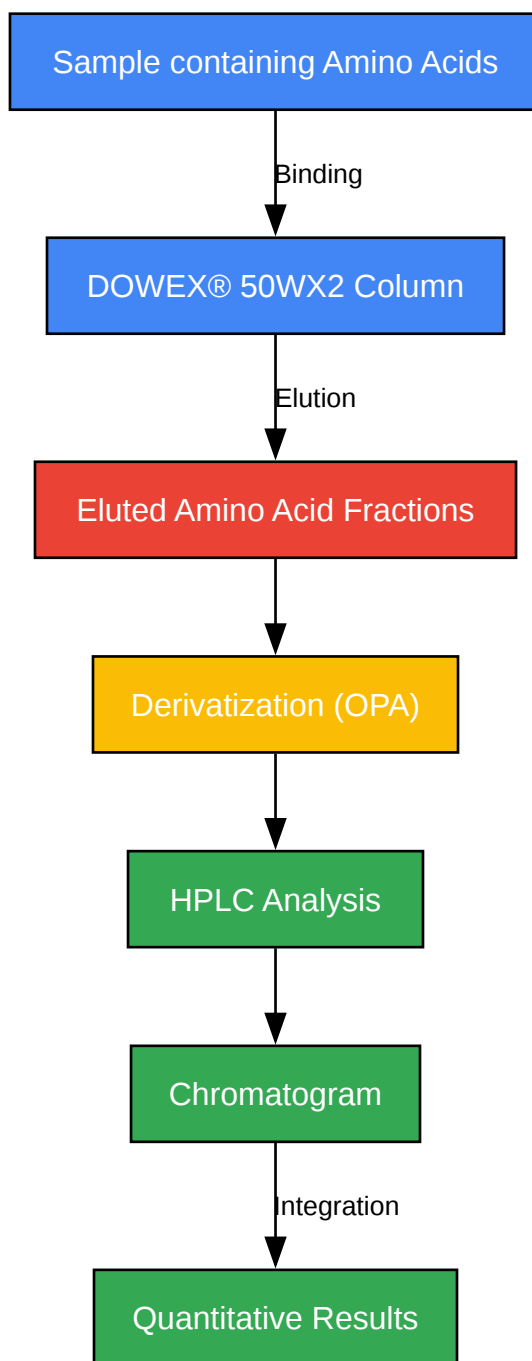 Sample containing Amino Acids
Binding
DOWEX® 50WX2 Column
Elution
Eluted Amino Acid Fractions
Derivatization (OPA)
HPLC Analysis
Chromatogram
Integration
Quantitative Results